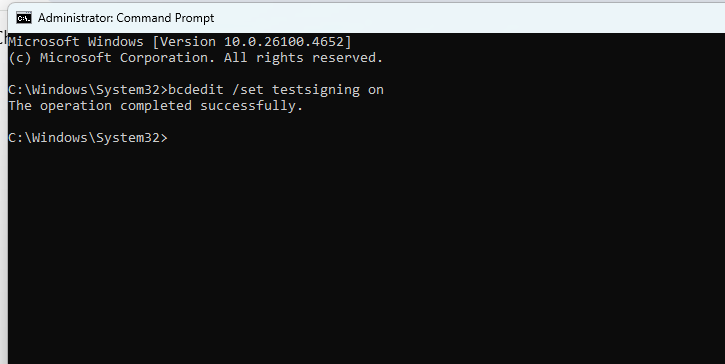 Administrator: Command Prompt
Microsoft Windows [Version 10.0.26100.4652]
(c) Microsoft Corporation. All rights reserved.
C:\Windows\System32>bcdedit /set testsigning on
The operation completed successfully.
C:\Windows\System32>